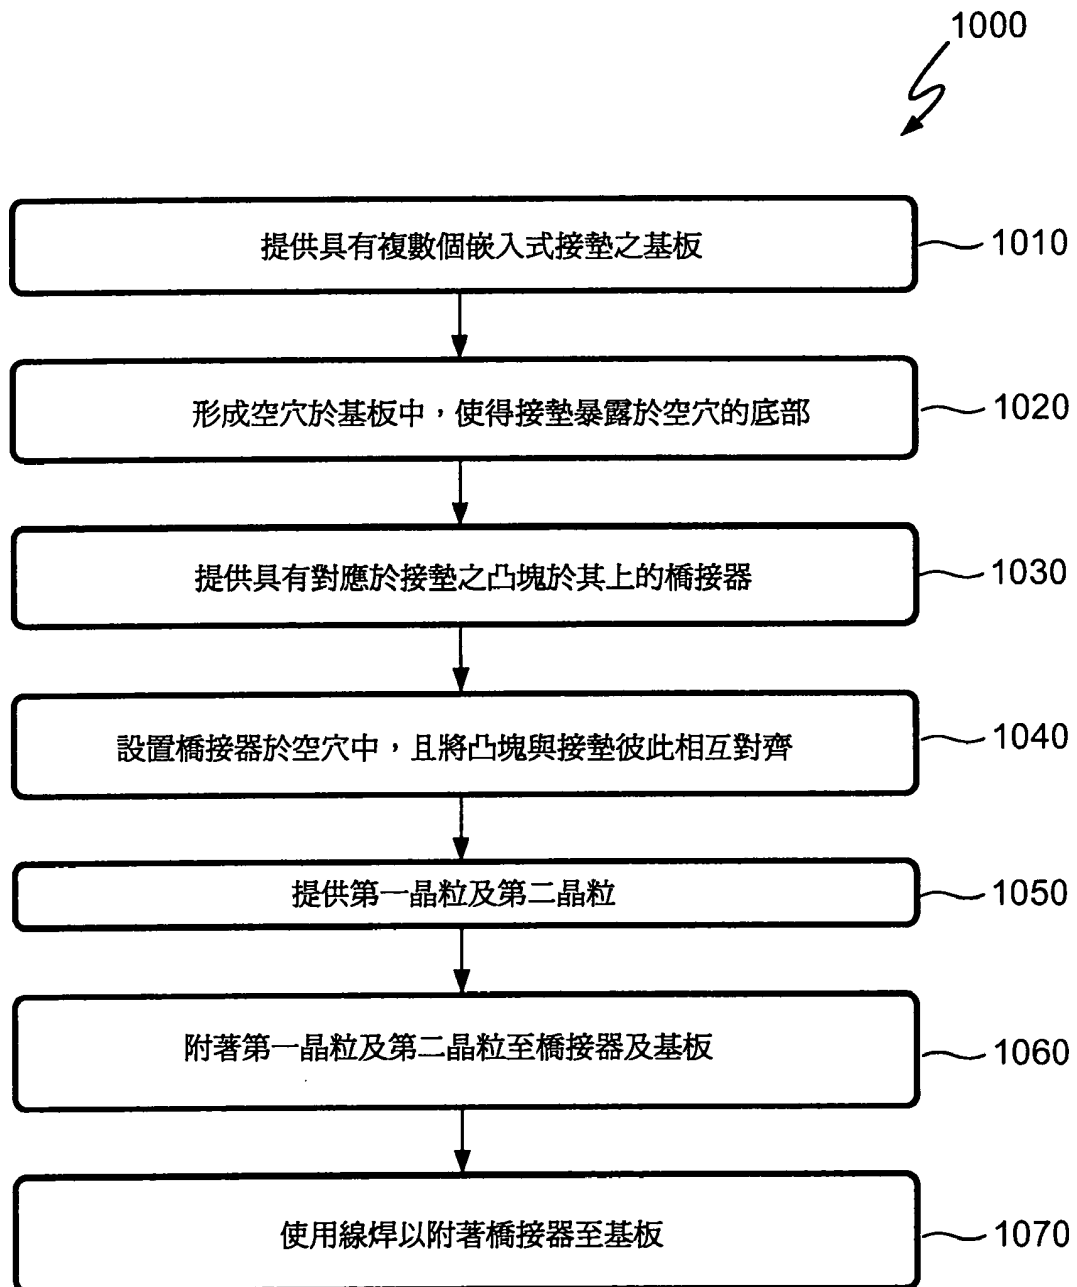 1000
提供具有複數個嵌入式接墊之基板
1010
形成空穴於基板中，使得接墊暴露於空穴的底部
1020
提供具有對應於接墊之凸塊於其上的橋接器
1030
設置橋接器於空穴中，且將凸塊與接墊彼此相互對齊
1040
提供第一晶粒及第二晶粒
1050
附著第一晶粒及第二晶粒至橋接器及基板
1060
使用線焊以附著橋接器至基板
1070